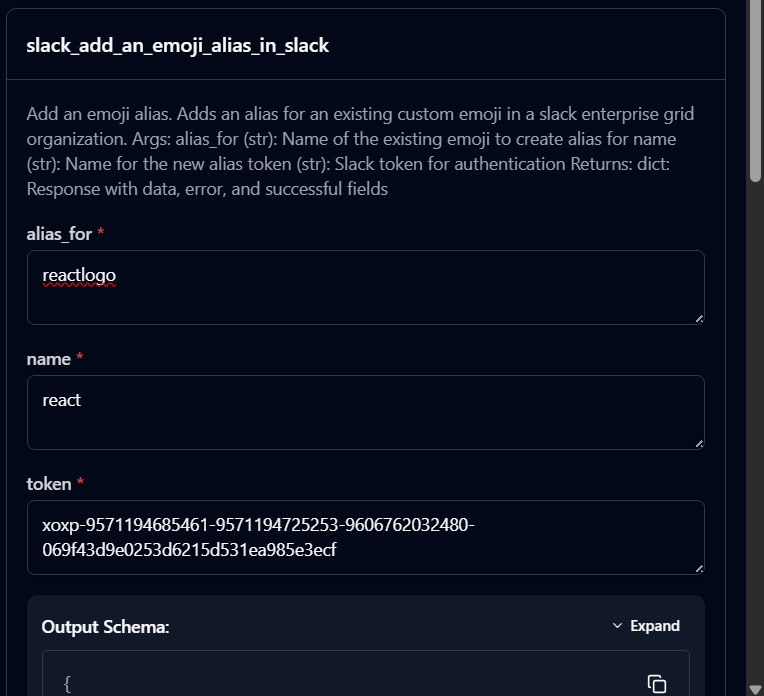 slack_add_an_emoji_alias_in_slack
Add an emoji alias. Adds an alias for an existing custom emoji in a slack enterprise grid
organization. Args: alias_for (str): Name of the existing emoji to create alias for name
(str): Name for the new alias token (str): Slack token for authentication Returns: dict:
Response with data, error, and successful fields
alias_for *
reactlogo
name *
react
token *
xoxp-9571194685461-9571194725253-9606762032480-
069f43d9e0253d6215d531ea985e3ecf
Output Schema:
Expand
{